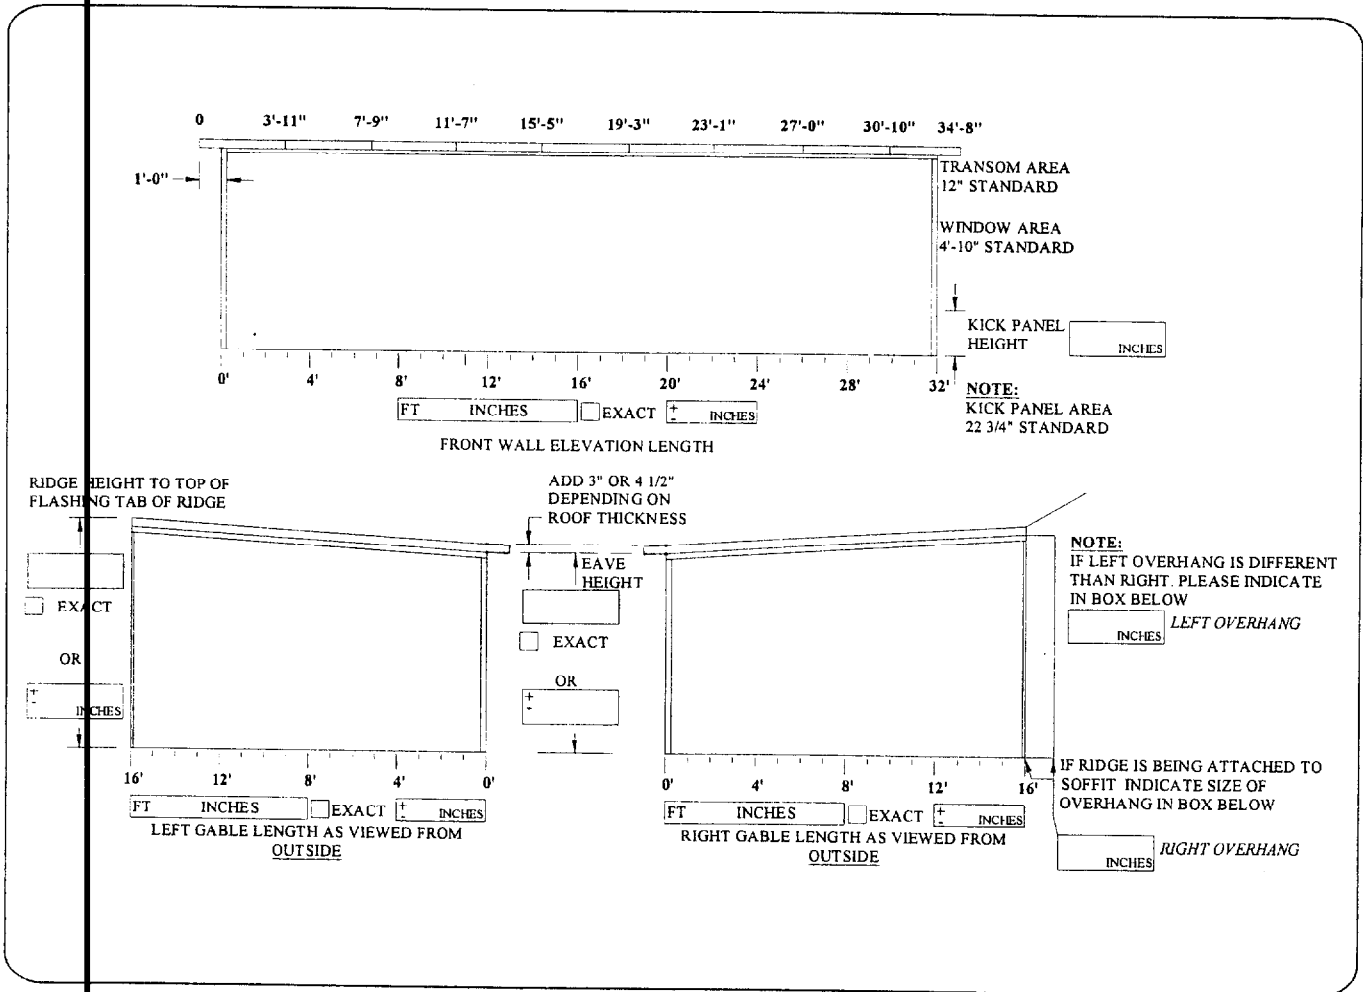 0 3'-11" 7'-9" 11'-7" 15'-5" 19'-3" 23'-1" 27'-0" 30'-10" 34'-8"
1'-0"
TRANSOM AREA
12" STANDARD
WINDOW AREA
4'-10" STANDARD
KICK PANEL
HEIGHT
INCHES
0' 4' 8' 12' 16' 20' 24' 28' 32'
NOTE:
KICK PANEL AREA
22 3/4" STANDARD
FT INCHES EXACT + - INCHES
FRONT WALL ELEVATION LENGTH
RIDGE HEIGHT TO TOP OF
FLASHING TAB OF RIDGE
EXACT
OR
+ - INCHES
16' 12' 8' 4' 0'
FT INCHES EXACT + - INCHES
LEFT GABLE LENGTH AS VIEWED FROM
OUTSIDE
ADD 3" OR 4 1/2"
DEPENDING ON
ROOF THICKNESS
EAVE
HEIGHT
EXACT
OR
+ -
0' 4' 8' 12' 16'
FT INCHES EXACT + - INCHES
RIGHT GABLE LENGTH AS VIEWED FROM
OUTSIDE
NOTE:
IF LEFT OVERHANG IS DIFFERENT
THAN RIGHT. PLEASE INDICATE
IN BOX BELOW
INCHES LEFT OVERHANG
IF RIDGE IS BEING ATTACHED TO
SOFFIT INDICATE SIZE OF
OVERHANG IN BOX BELOW
INCHES RIGHT OVERHANG